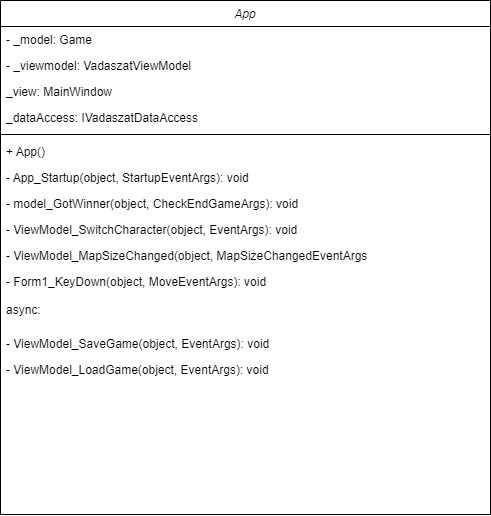 App
- _model: Game
- _viewmodel: VadaszatViewModel
_view: MainWindow
_dataAccess: IVadaszatDataAccess
+ App()
- App_Startup(object, StartupEventArgs): void
- model_GotWinner(object, CheckEndGameArgs): void
- ViewModel_SwitchCharacter(object, EventArgs): void
- ViewModel_MapSizeChanged(object, MapSizeChangedEventArgs
- Form1_KeyDown(object, MoveEventArgs): void
async:
- ViewModel_SaveGame(object, EventArgs): void
- ViewModel_LoadGame(object, EventArgs): void